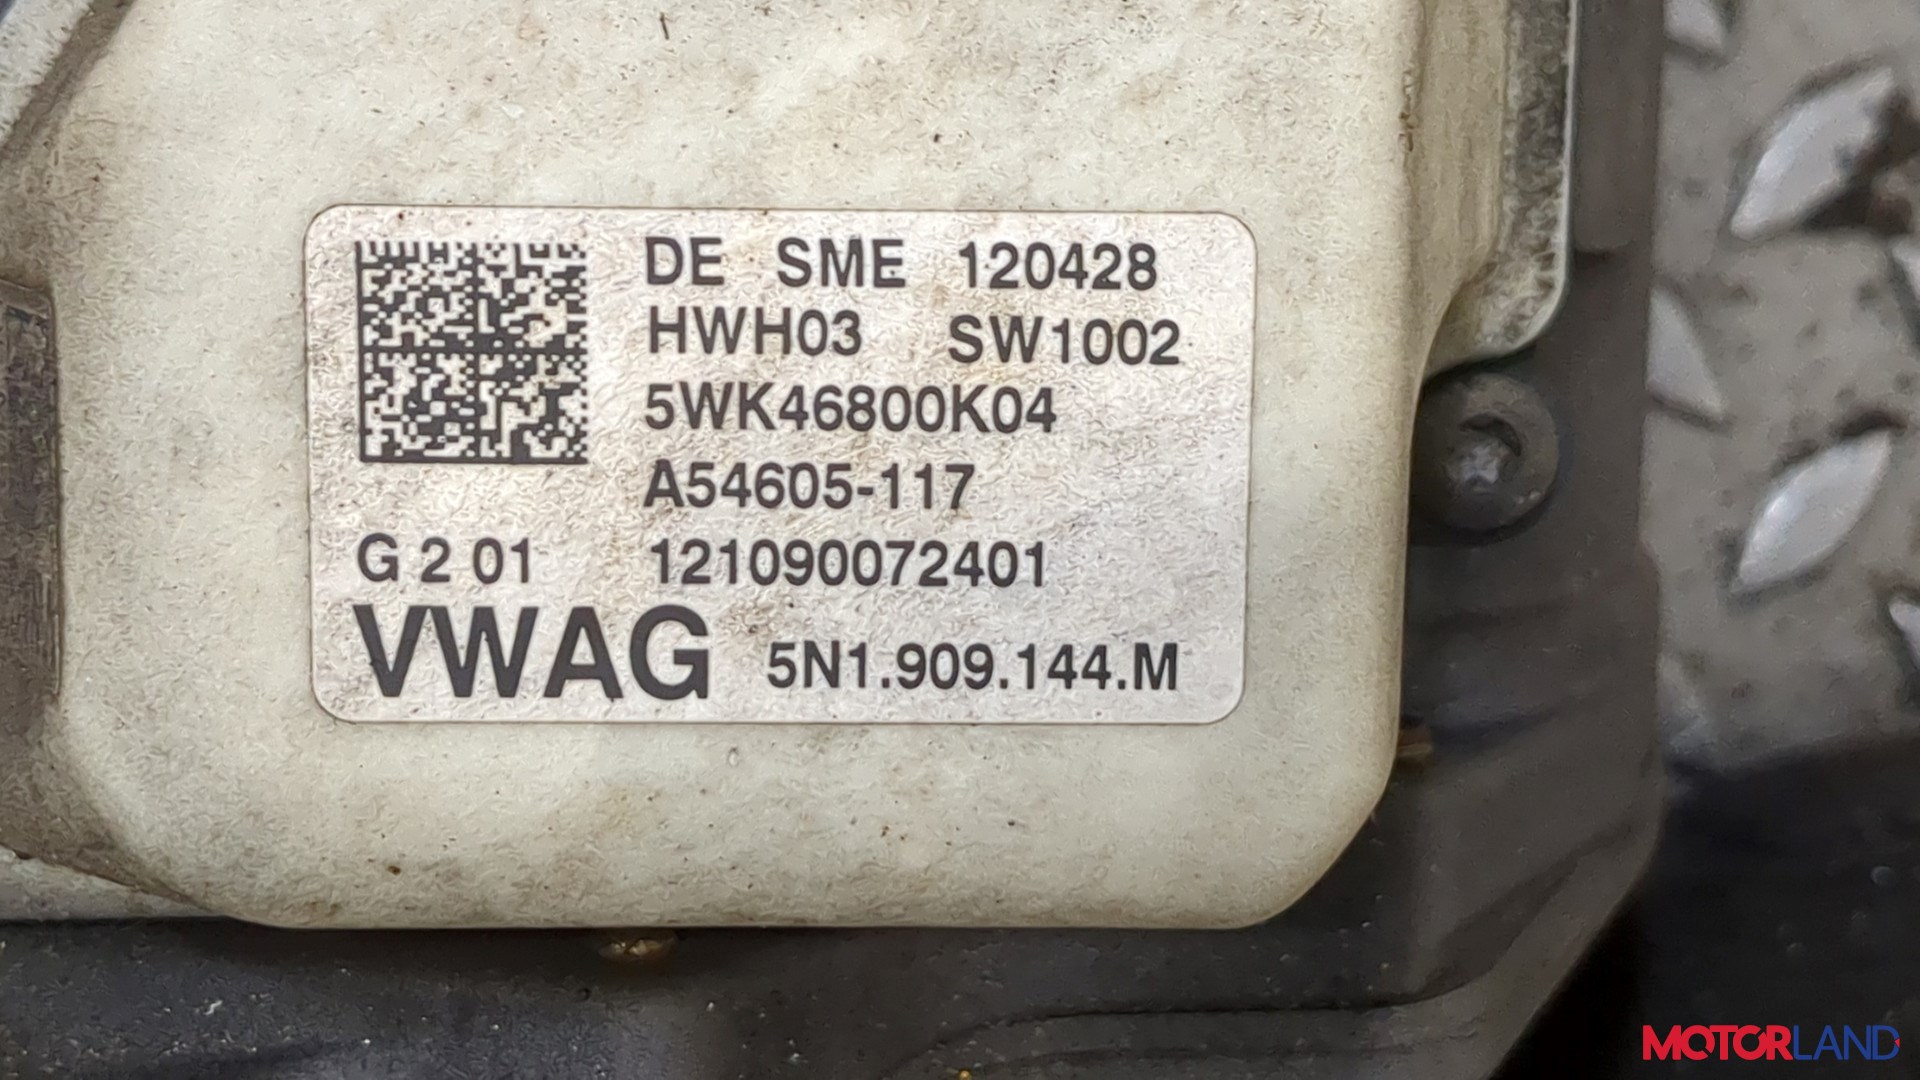 DE SME 120428
HWH03 SW1002
5WK46800K04
A54605-117
G 2 01 121090072401
VWAG 5N1.909.144.M
MOTORLAND